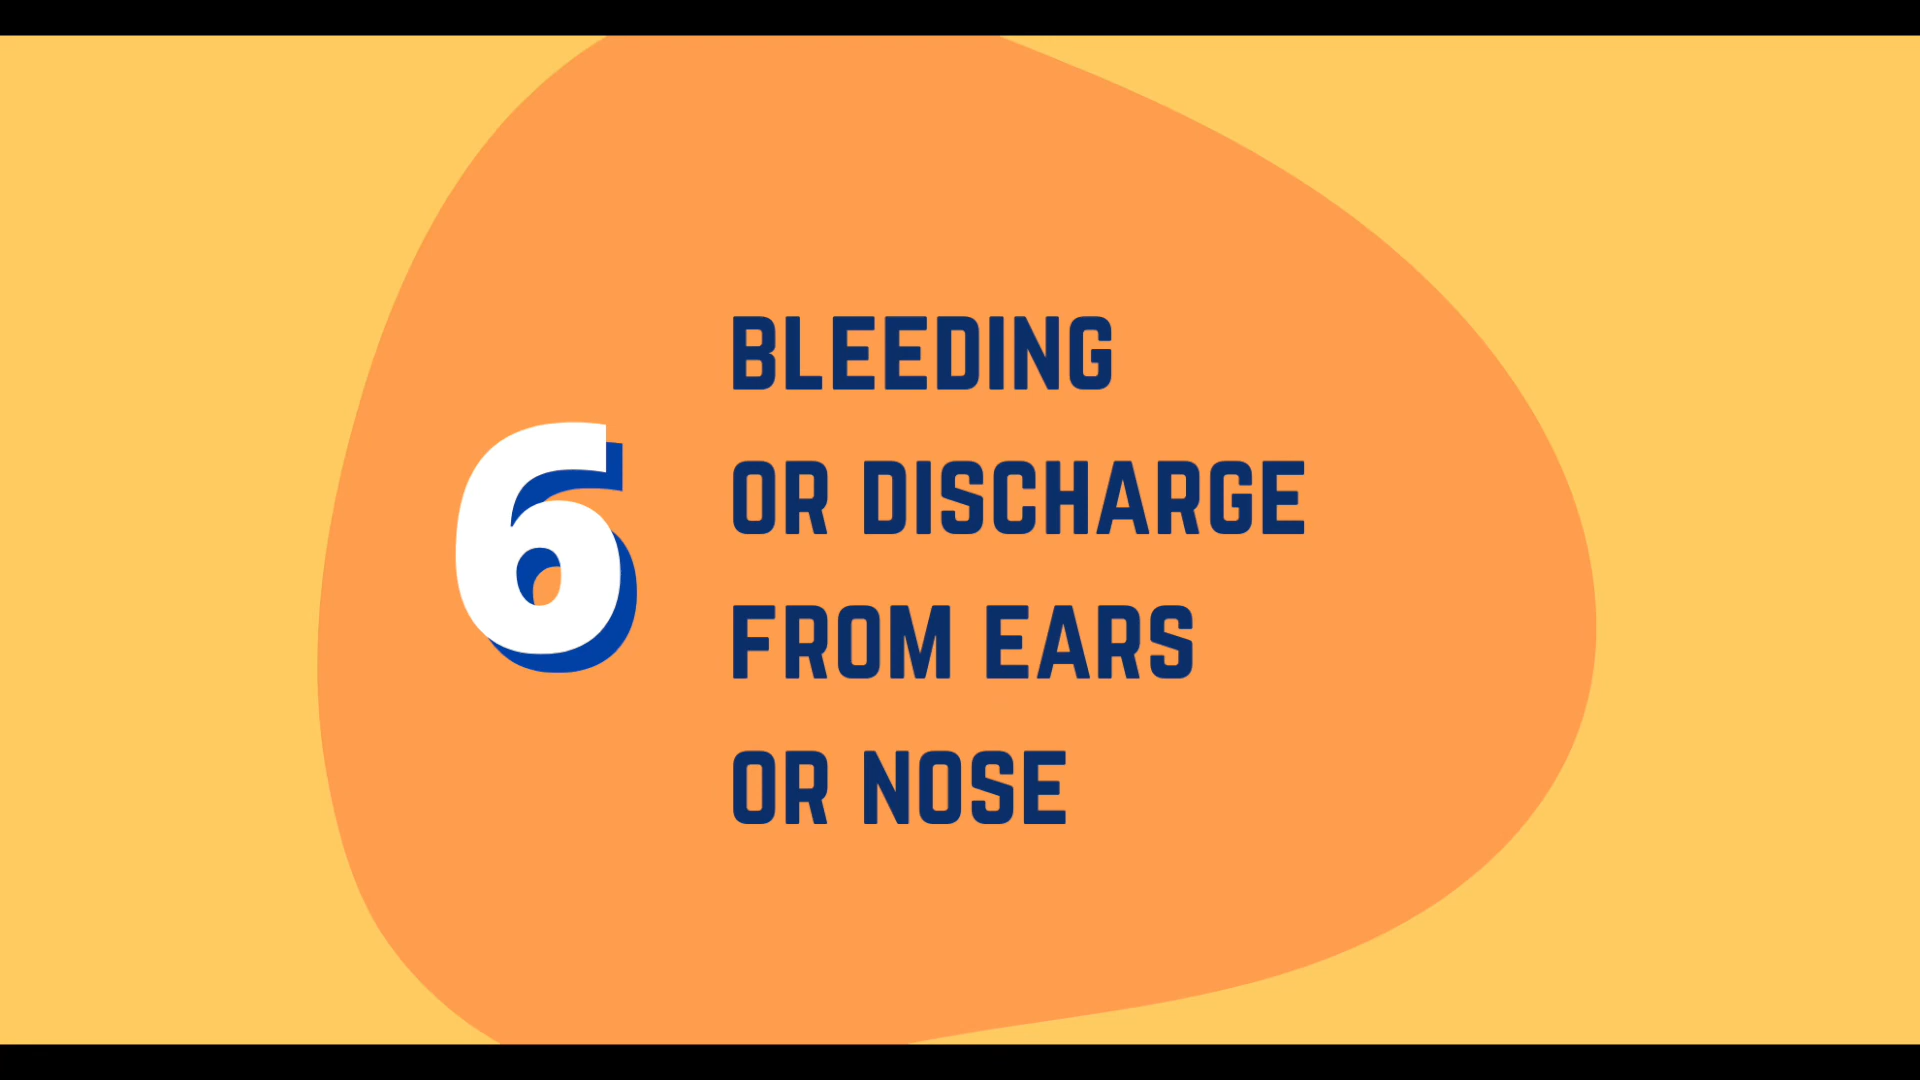 6
BLEEDING
OR DISCHARGE
FROM EARS
OR NOSE